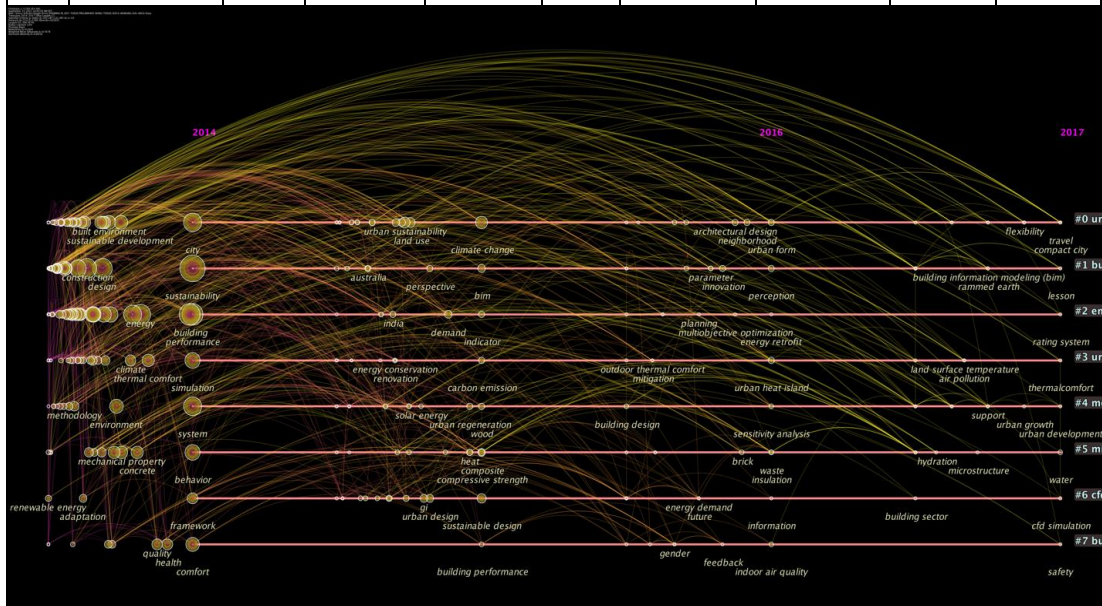 2014 2016 2017
built environment urban sustainability architectural design flexibility #0 ur
sustainable development land use neighborhood travel
city climate change urban form compact city
construction australia parameter building information modeling (bim) #1 bu
design perspective innovation rammed earth
sustainability bim perception lesson
energy india planning #2 en
building demand multiobjective optimization
performance indicator energy retrofit rating system
climate energy conservation outdoor thermal comfort land surface temperature #3 ur
thermal comfort renovation mitigation air pollution
simulation carbon emission urban heat island thermalcomfort
methodology solar energy building design support #4 m
environment urban regeneration urban growth
system wood sensitivity analysis urban development
mechanical property heat brick hydration #5 m
concrete composite waste microstructure
behavior compressive strength insulation water
renewable energy gi energy demand building sector #6 cf
adaptation urban design future
framework sustainable design information cfd simulation
quality gender #7 bu
health feedback
comfort building performance indoor air quality safety